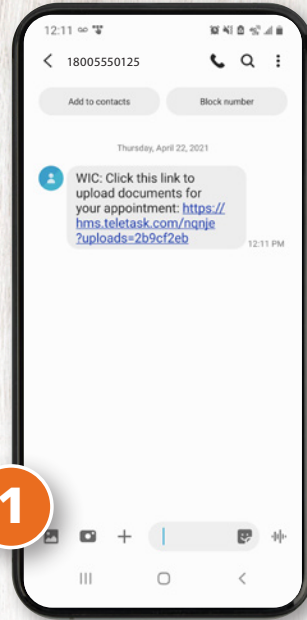 12:11
18005550125
Add to contacts
Block number
Thursday, April 22, 2021
WIC: Click this link to
upload documents for
your appointment: https://
hms.teletask.com/nqnje
?uploads=2b9cf2eb
12:11 PM
1